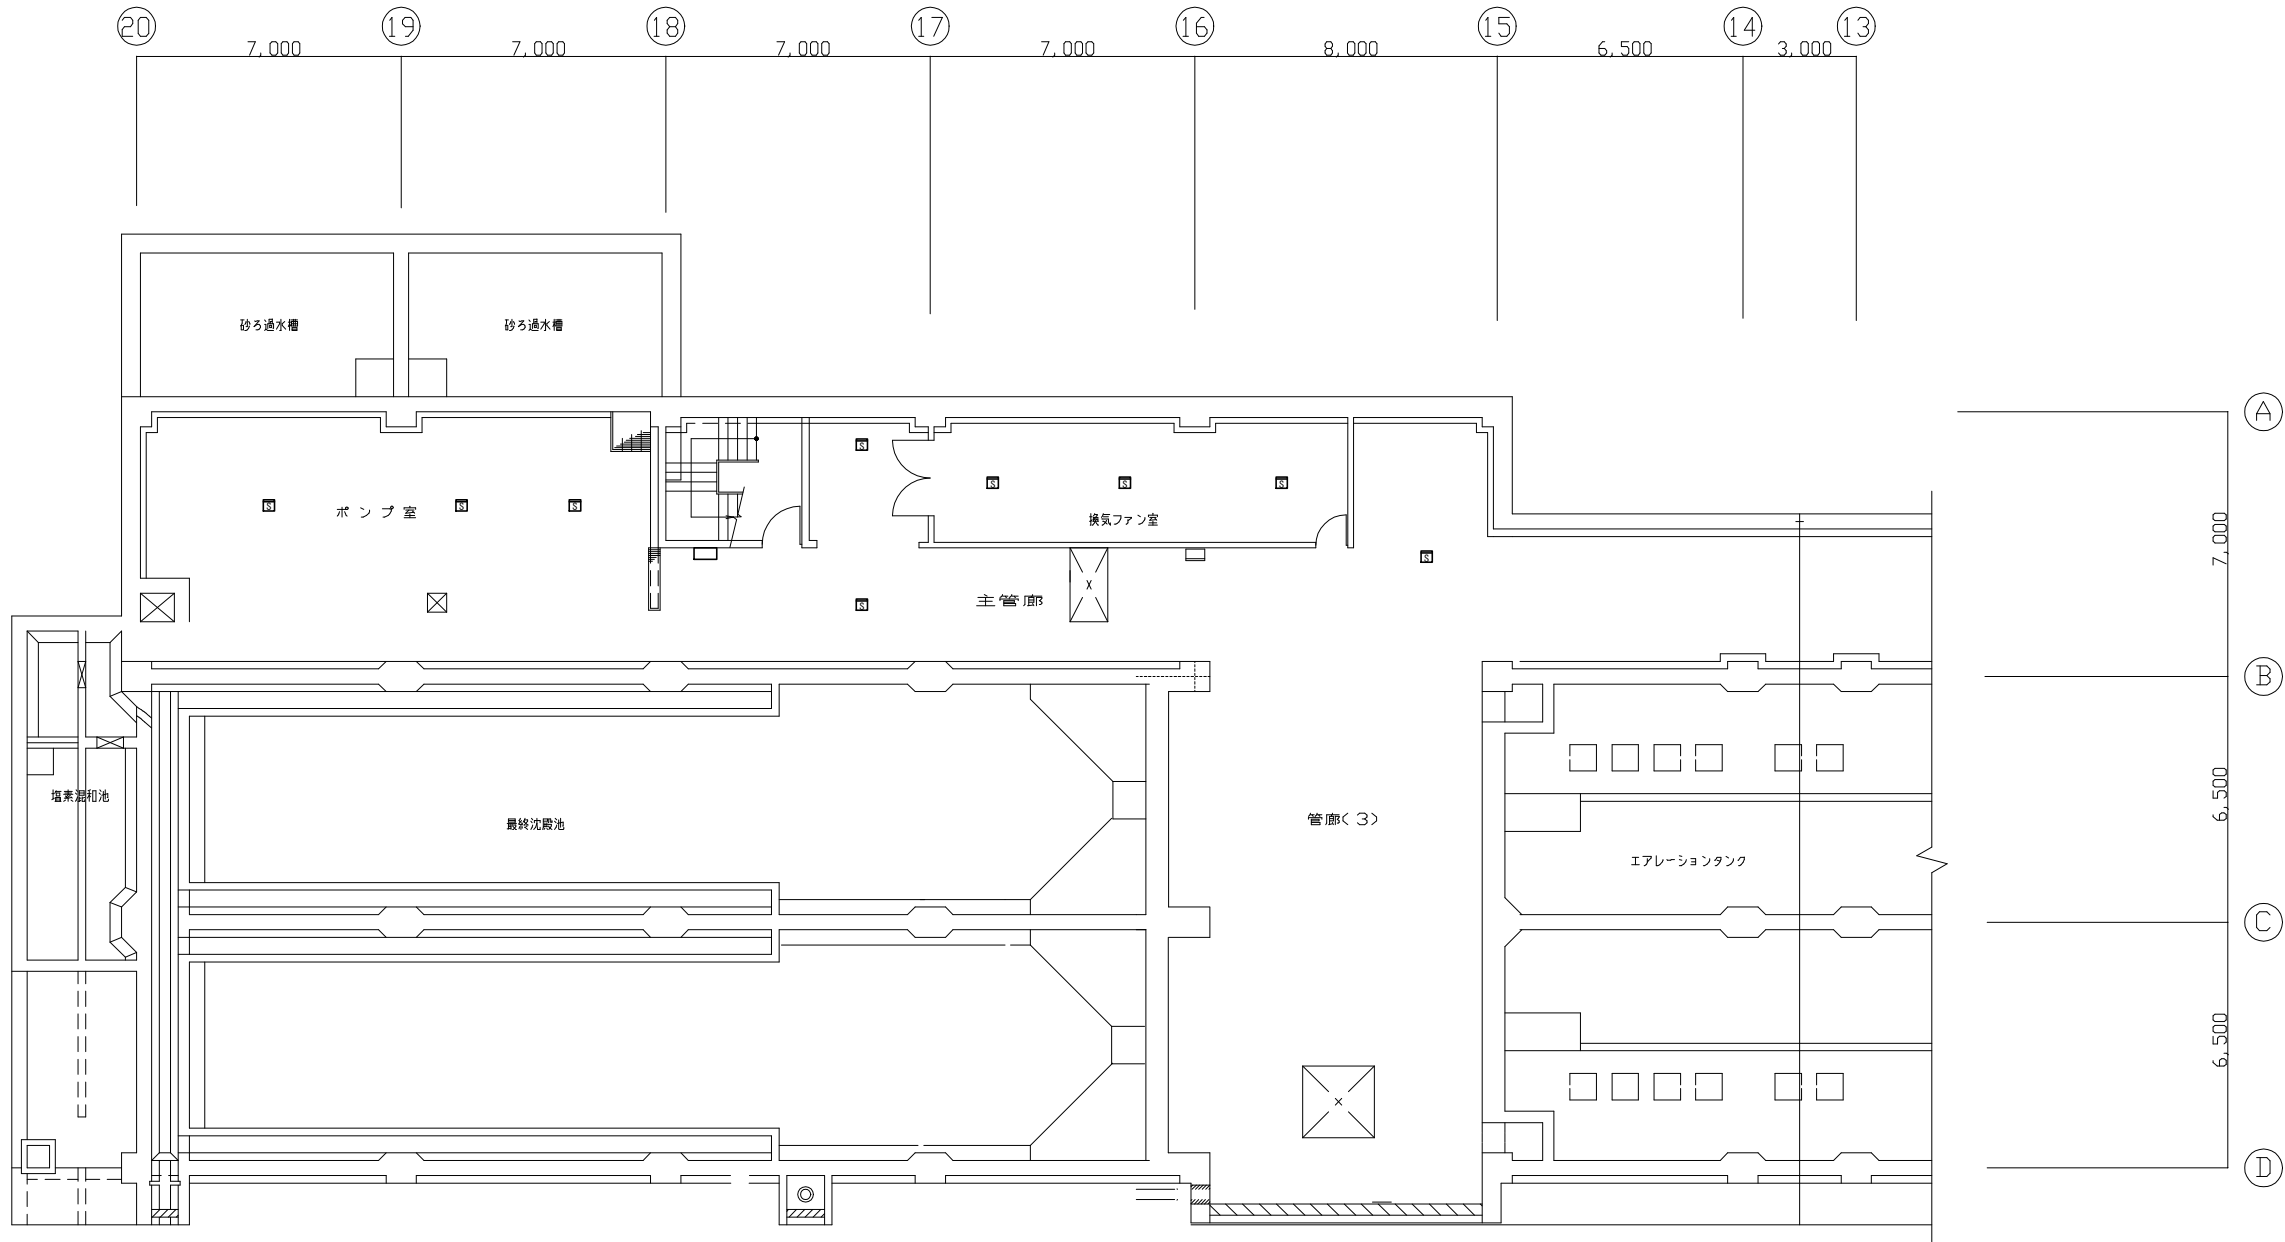 20 19 18 17 16 15 14 13
7,000 7,000 7,000 7,000 8,000 6,500 3,000
砂ろ過水槽 砂ろ過水槽
A
S
S S S
S S S
ポンプ室
換気ファン室
7,000
S
主管廊
S
B
塩素混和池
最終沈殿池
管廊(3)
6,500
エアレーションタンク
C
6,500
D